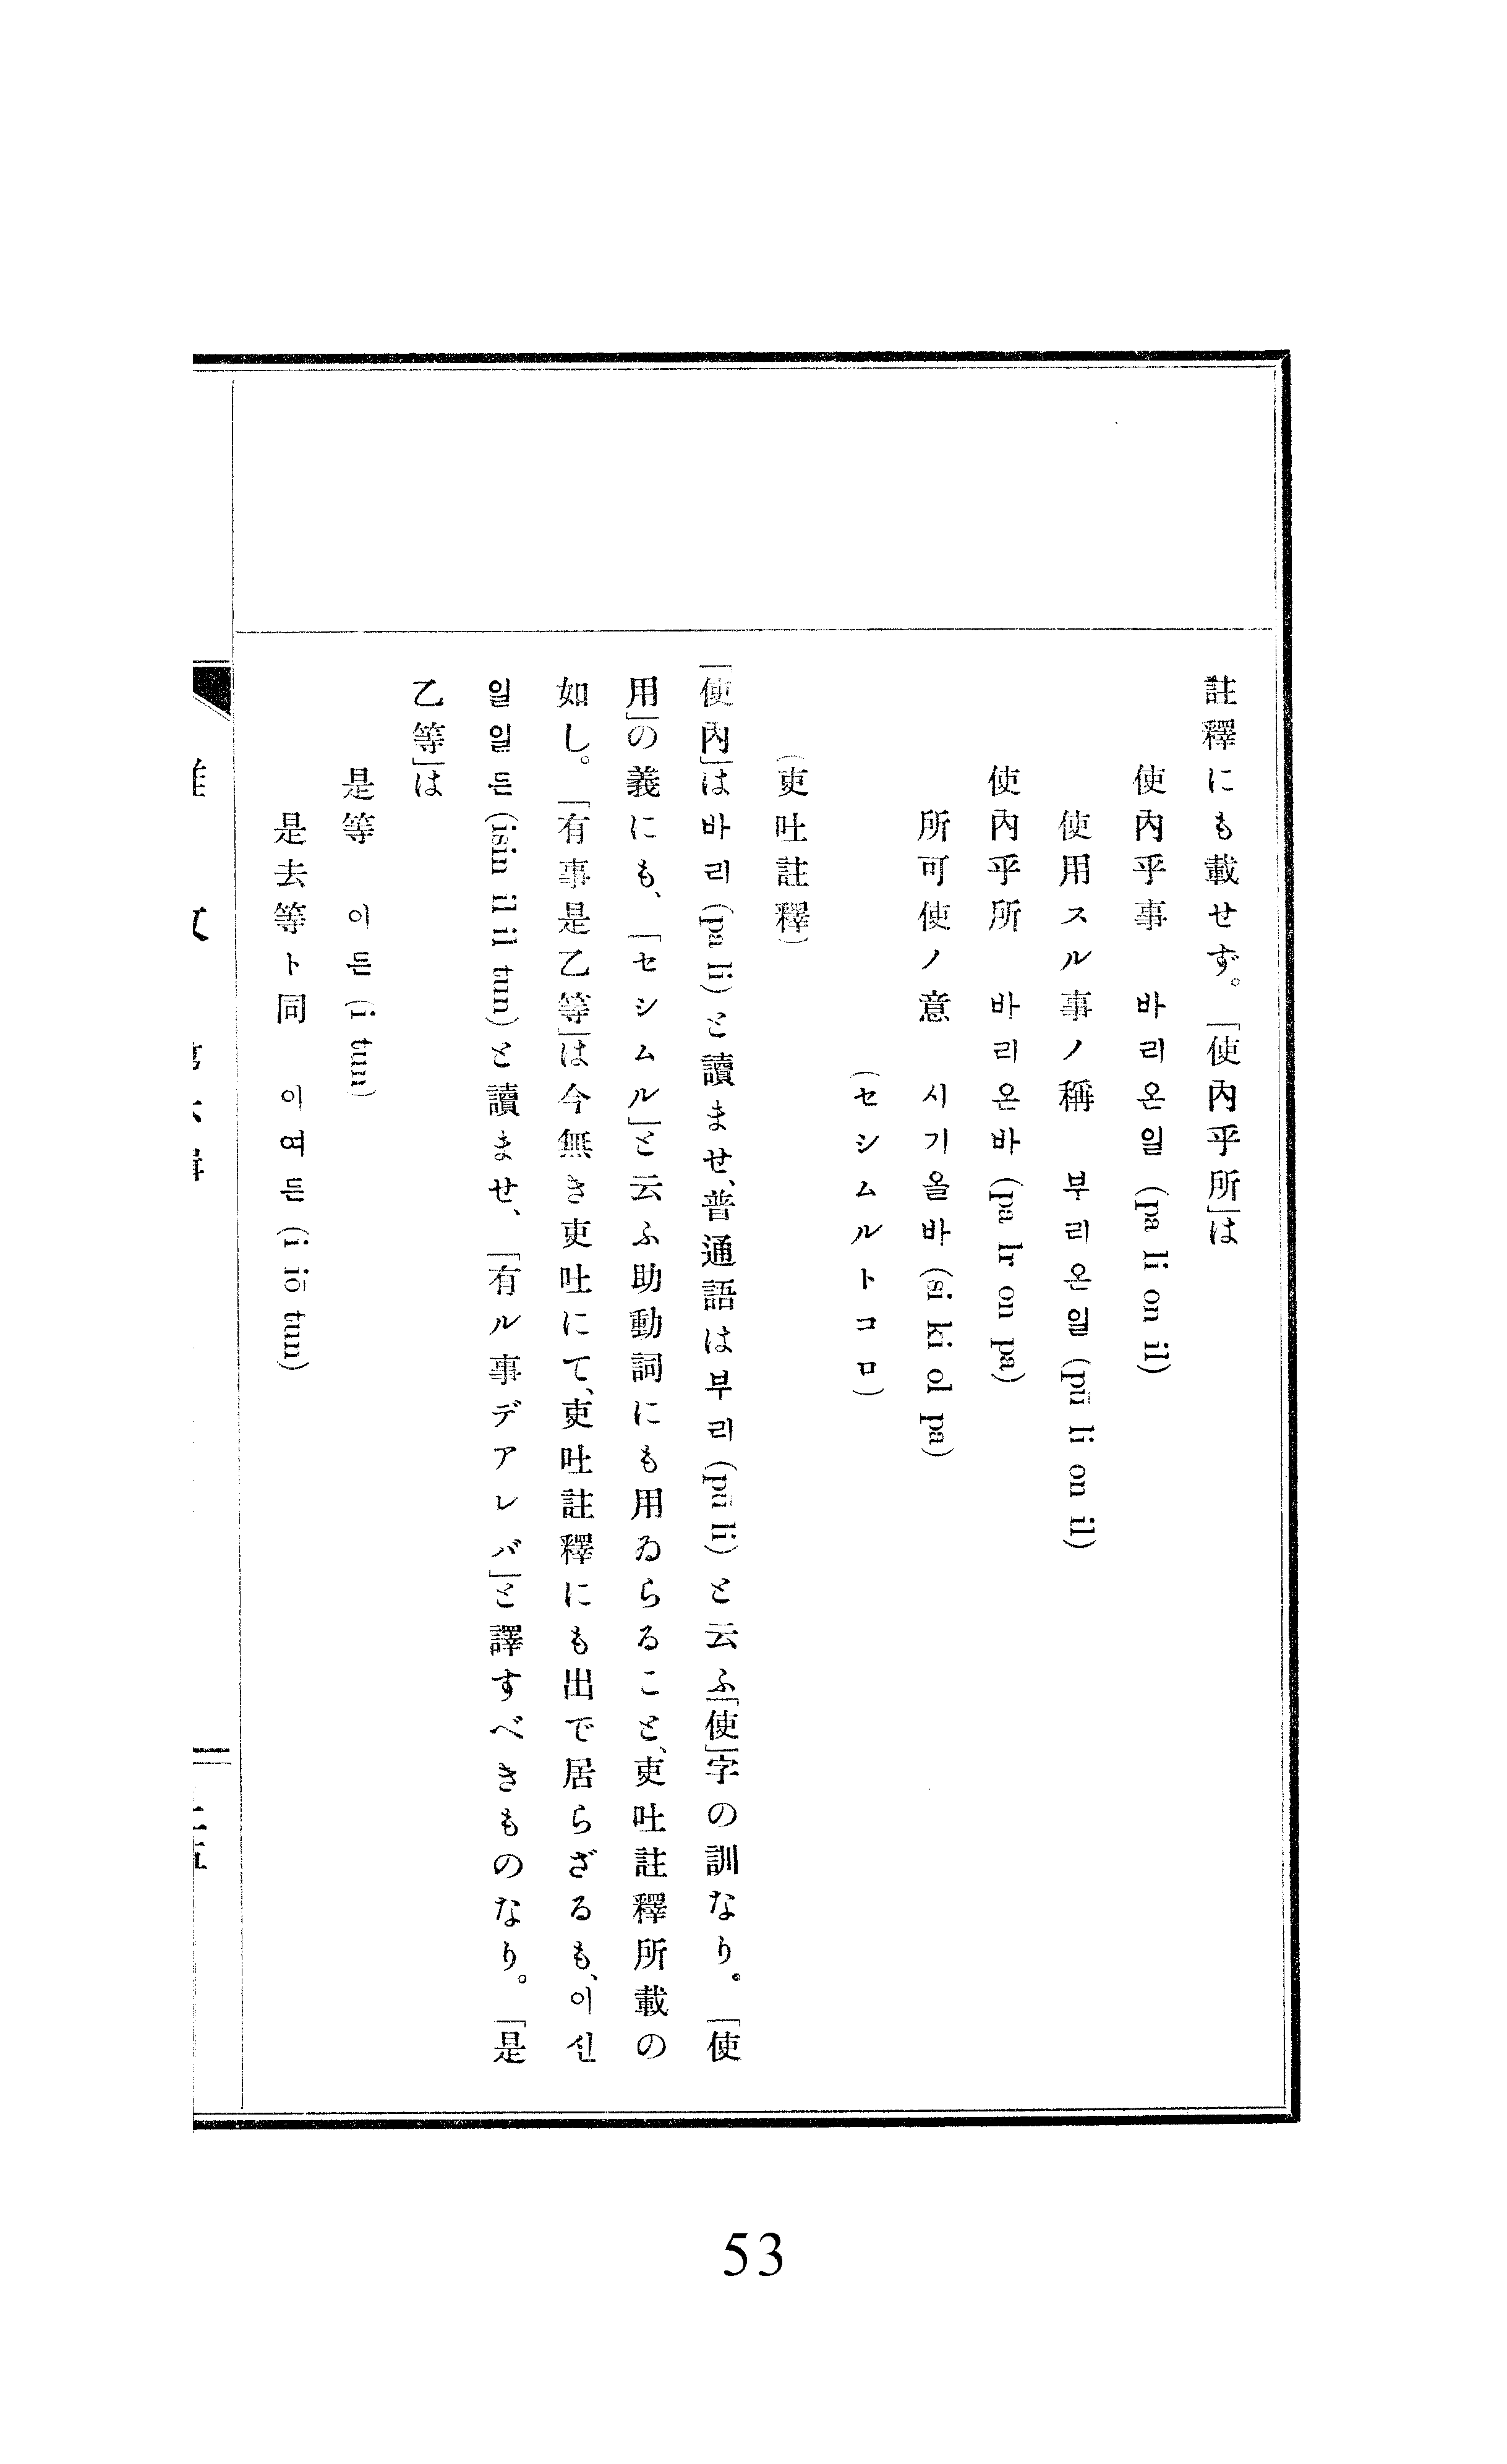 註釋にも載せず。「使內乎所」は
使內乎事　바리온일 (pa li on il)
使用スル事ノ稱　부리온일 (pü li on il)
使內乎所　바리온바 (pa lr on pa)
所可使ノ意　시기올바 (si ki ol pa)
(セシムルトコロ)
(吏吐註釋)
「使內」は바리(pa li)と讀ませ、普通語は부리(pü li)と云ふ「使」字の訓なり。「使
用」の義にも、「セシムル」と云ふ助動詞にも用ゐらること、吏吐註釋所載の
如し。「有事是乙等」は今無き吏吐にて、吏吐註釋にも出で居らざるも、이신
일일든(isin il il tun)と讀ませ、「有ル事デアレバ」と譯すべきものなり。「是
乙等」は
是等　이든 (i tun)
是去等ト同　이여든 (i iö tun)
53